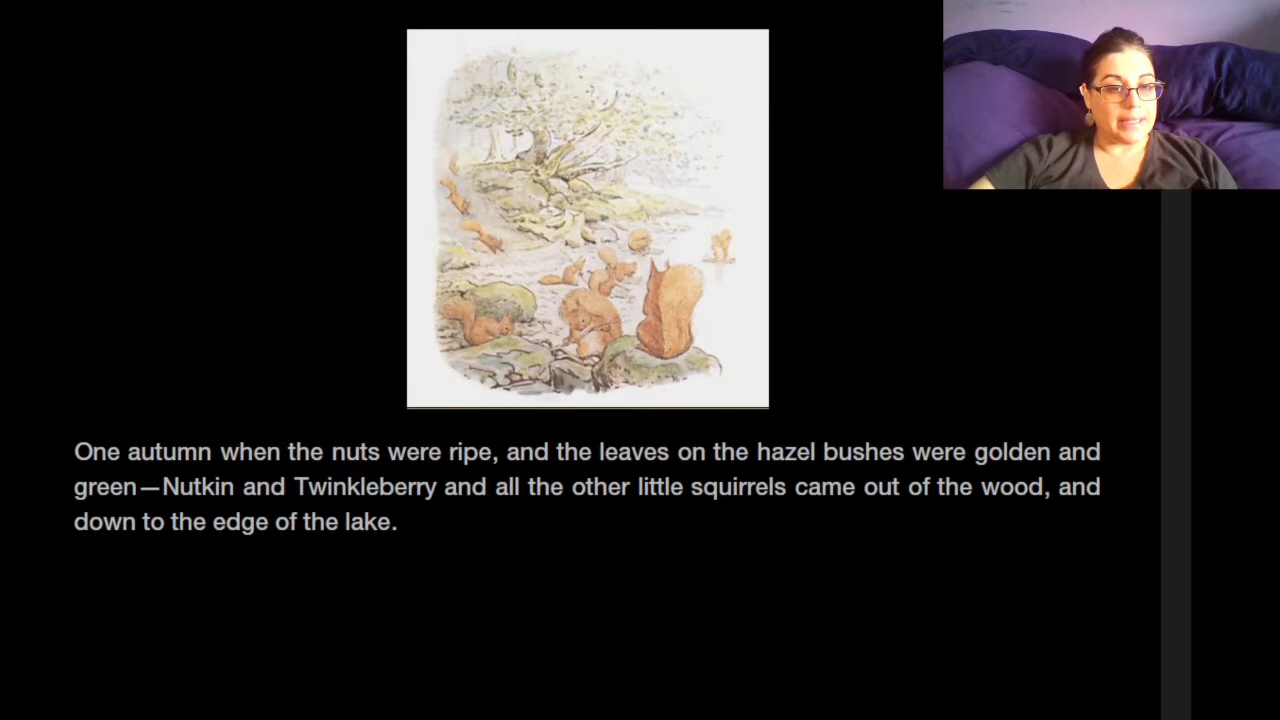 One autumn when the nuts were ripe, and the leaves on the hazel bushes were golden and
green—Nutkin and Twinkleberry and all the other little squirrels came out of the wood, and
down to the edge of the lake.